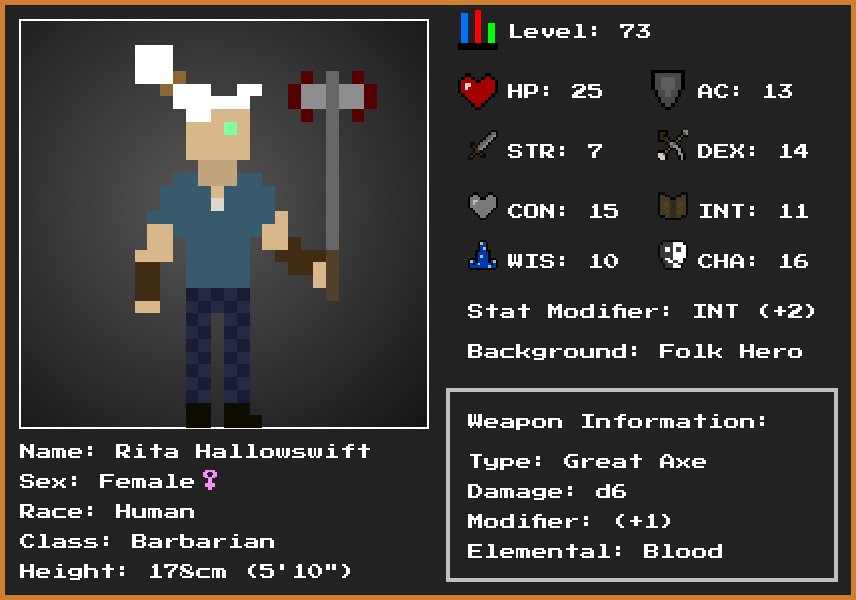 Level: 73
HP: 25
AC: 13
STR: 7
DEX: 14
CON: 15
INT: 11
WIS: 10
CHA: 16
Stat Modifier: INT (+2)
Background: Folk Hero
Weapon Information:
Type: Great Axe
Damage: d6
Modifier: (+1)
Elemental: Blood
Name: Rita Hallowswift
Sex: Female♀
Race: Human
Class: Barbarian
Height: 178cm (5'10")